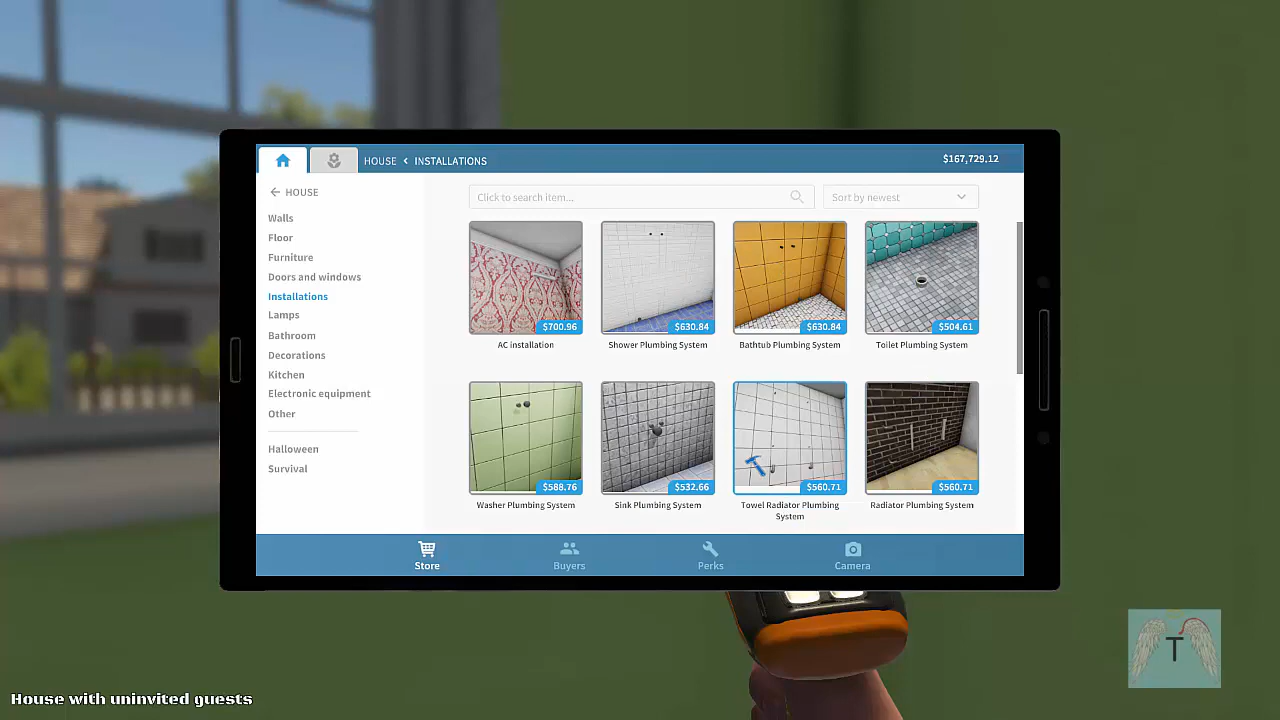 HOUSE < INSTALLATIONS
$167,729.12
HOUSE
Click to search item...
Sort by newest
Walls
Floor
Furniture
Doors and windows
Installations
Lamps
Bathroom
Decorations
Kitchen
Electronic equipment
Other
Halloween
Survival
$700.96
$630.84
$630.84
$504.61
AC installation
Shower Plumbing System
Bathtub Plumbing System
Toilet Plumbing System
$588.76
$532.66
$560.71
$560.71
Washer Plumbing System
Sink Plumbing System
Towel Radiator Plumbing
System
Radiator Plumbing System
Store
Buyers
Perks
Camera
T
House with uninvited guests